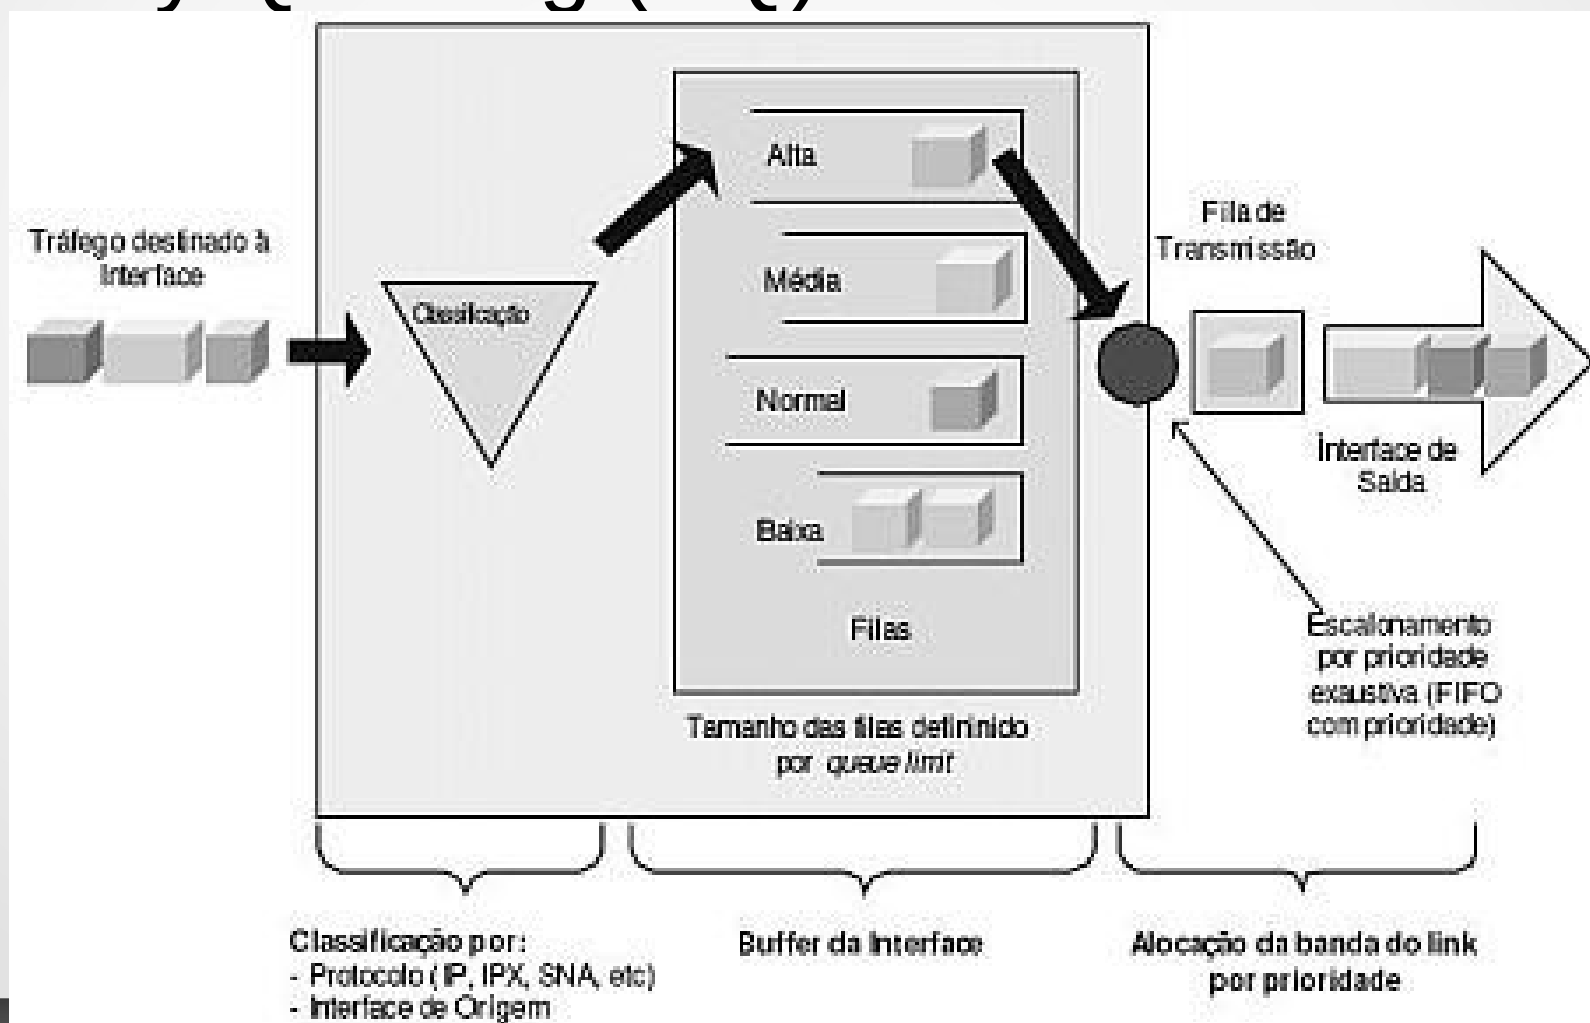 Tráfego destinado à
Interface
Classificação
Alta
Média
Normal
Baixa
Filas
Tamanho das filas defininido
por queue limit
Fila de
Transmissão
Interface de
Saída
Escalonamento
por prioridade
exaustiva (FIFO
com prioridade)
Classificação por:
- Protocolo ( IP, IPX, SNA, etc)
- Interface de Origem
Buffer da Interface
Alocação da banda do link
por prioridade